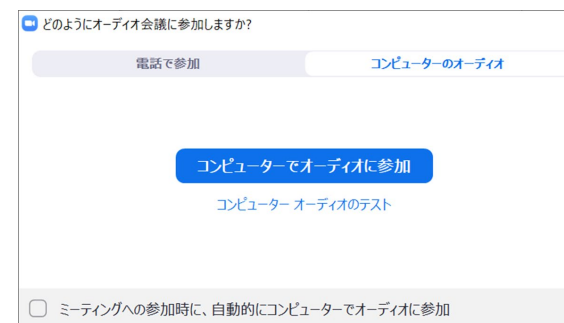 どのようにオーディオ会議に参加しますか?
電話で参加
コンピューターのオーディオ
コンピューターでオーディオに参加
コンピューター オーディオのテスト
ミーティングへの参加時に、自動的にコンピューターでオーディオに参加